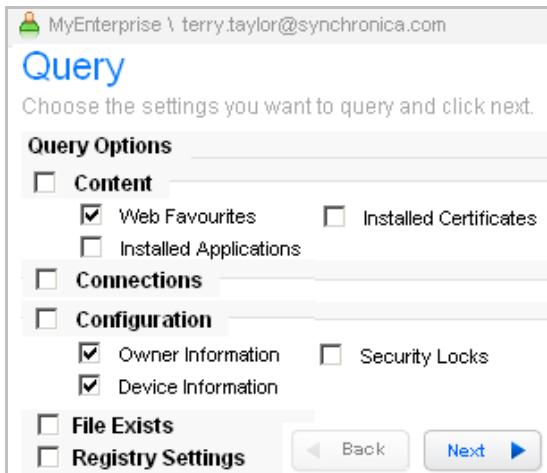 MyEnterprise \ terry.taylor@synchronica.com
Query
Choose the settings you want to query and click next.
Query Options
Content
Web Favourites Installed Certificates
Installed Applications
Connections
Configuration
Owner Information Security Locks
Device Information
File Exists
Registry Settings
Back Next